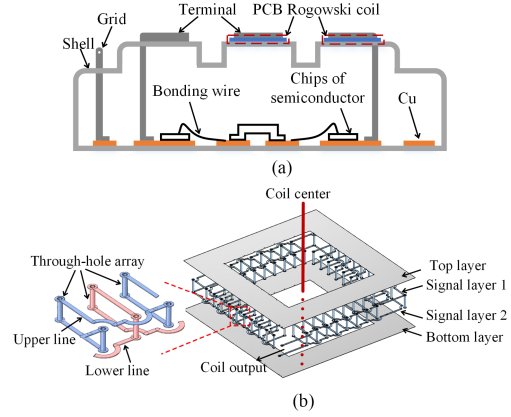 Terminal
PCB Rogowski coil
Grid
Shell
Bonding wire
Chips of
semiconductor
Cu
(a)
Coil center
Through-hole array
Top layer
Signal layer 1
Upper line
Signal layer 2
Lower line
Coil output
Bottom layer
(b)